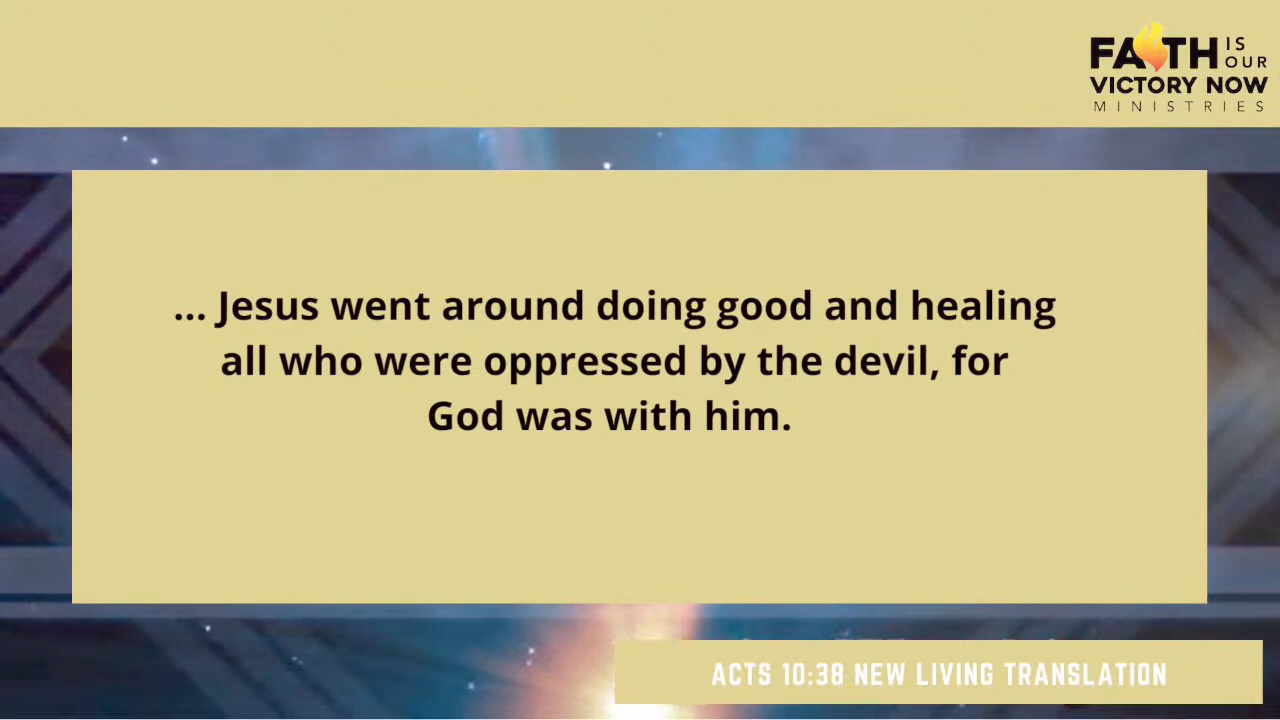 FAITH IS
OUR
VICTORY NOW
MINISTRIES
... Jesus went around doing good and healing
all who were oppressed by the devil, for
God was with him.
ACTS 10:38 NEW LIVING TRANSLATION